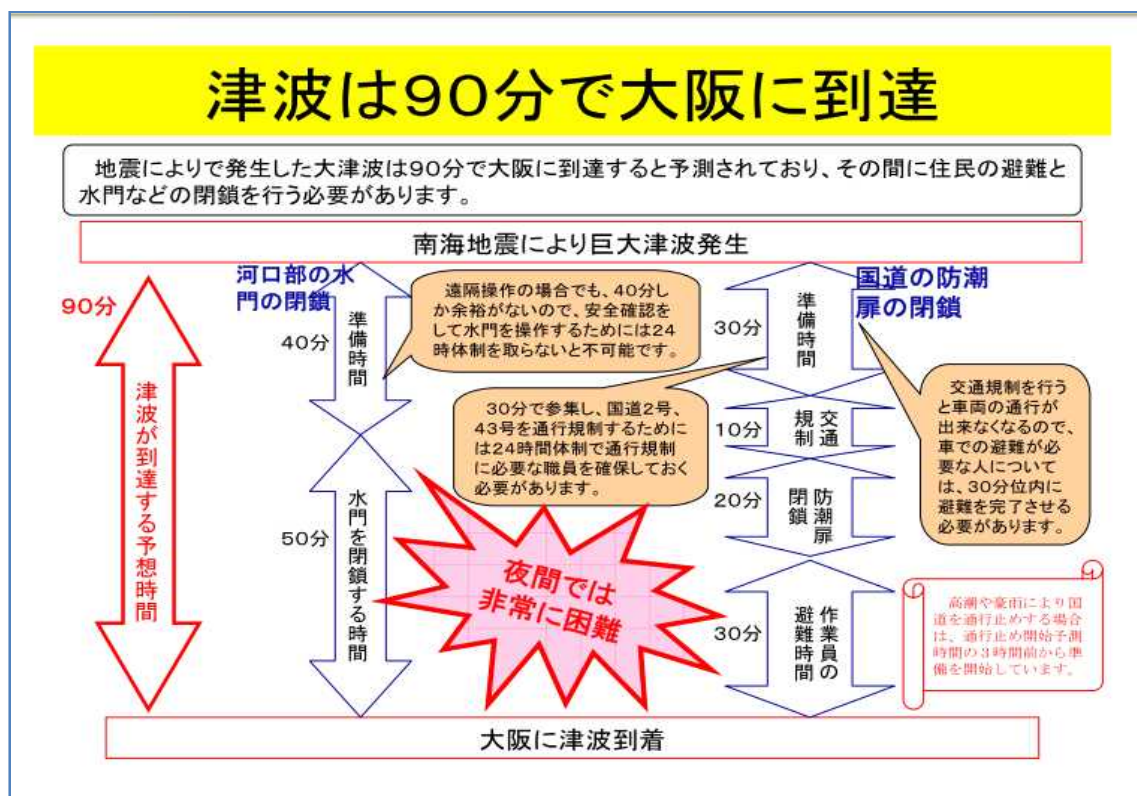 津波は90分で大阪に到達
地震によりで発生した大津波は90分で大阪に到達すると予測されており、その間に住民の避難と
水門などの閉鎖を行う必要があります。
南海地震により巨大津波発生
90分
津波が到達する予想時間
河口部の水
門の閉鎖
40分
準備時間
50分
水門を閉鎖する時間
遠隔操作の場合でも、40分し
か余裕がないので、安全確認を
して水門を操作するためには24
時体制を取らないと不可能です。
30分で参集し、国道2号、
43号を通行規制するために
は24時間体制で通行規制
に必要な職員を確保しておく
必要があります。
夜間では
非常に困難
国道の防潮
扉の閉鎖
30分
準備時間
10分
交通
規制
20分
防潮扉
閉鎖
30分
作業員の
避難時間
交通規制を行う
と車両の通行が
出来なくなるので、
車での避難が必
要な人について
は、30分位内に
避難を完了させる
必要があります。
高潮や豪雨により国
道を通行止めする場合
は、通行止め開始予測
時間の3時間前から準
備を開始しています。
大阪に津波到着